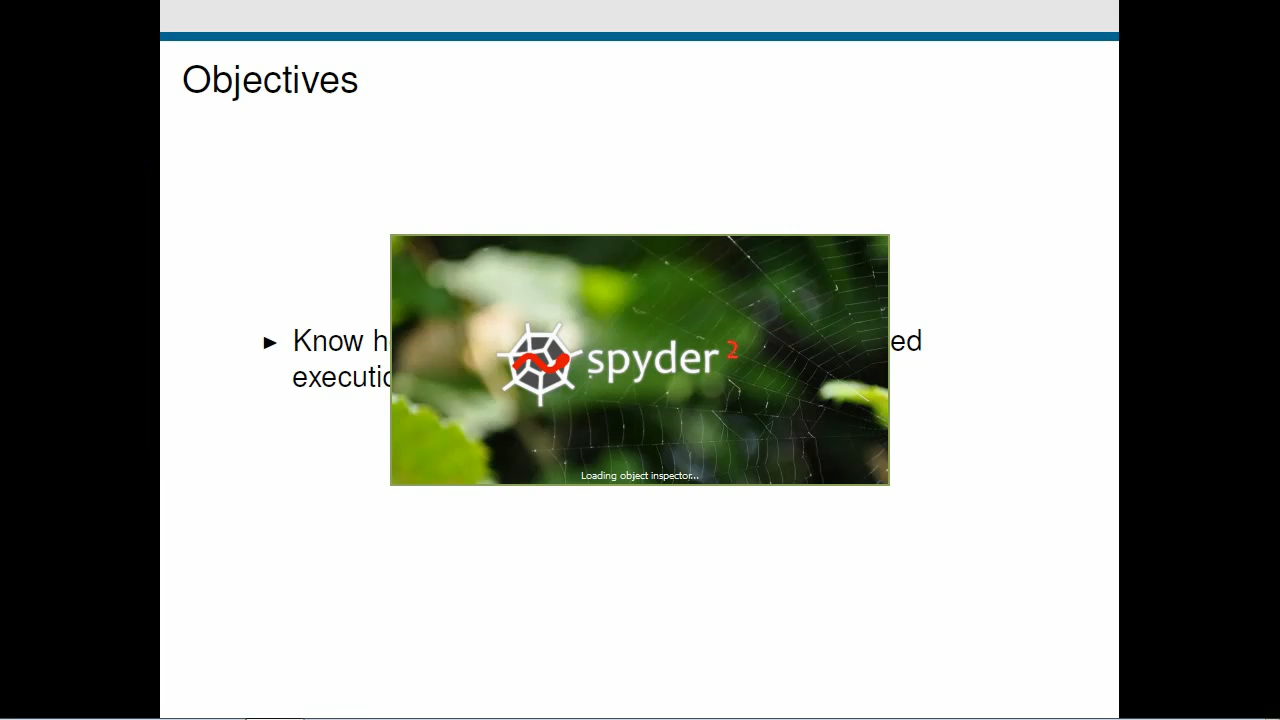 Objectives
► Know h
ed
executio
spyder 2
Loading object inspector...